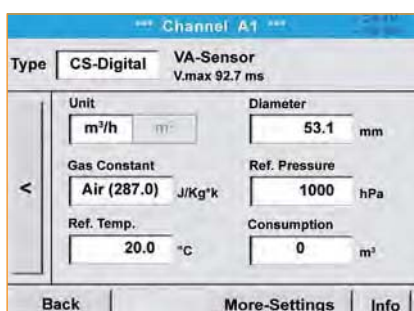 *** Channel A1 ***
Type CS-Digital VA-Sensor
V.max 92.7 ms
Unit Diameter
m³/h m³ 53.1 mm
Gas Constant Ref. Pressure
< Air (287.0) J/Kg*k 1000 hPa
Ref. Temp. Consumption
20.0 °C 0 m³
Back More-Settings Info